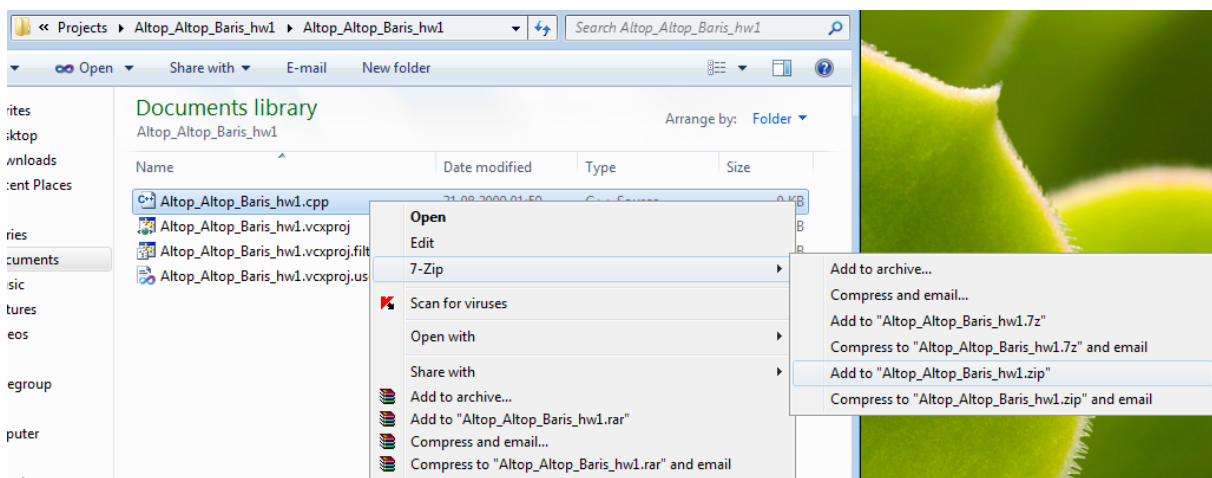 « Projects ▸ Altop_Altop_Baris_hw1 ▸ Altop_Altop_Baris_hw1
Search Altop_Altop_Baris_hw1
Open Share with E-mail New folder
rites
sktop
wnloads
cent Places
ries
cuments
usic
tures
eos
egroup
puter
Documents library
Altop_Altop_Baris_hw1
Arrange by: Folder
Name Date modified Type Size
Altop_Altop_Baris_hw1.cpp
Altop_Altop_Baris_hw1.vcxproj
Altop_Altop_Baris_hw1.vcxproj.filt
Altop_Altop_Baris_hw1.vcxproj.us
KB
B
Open
Edit
7-Zip
Scan for viruses
Open with
Share with
Add to archive...
Add to "Altop_Altop_Baris_hw1.rar"
Compress and email...
Compress to "Altop_Altop_Baris_hw1.rar" and email
Add to archive...
Compress and email...
Add to "Altop_Altop_Baris_hw1.7z"
Compress to "Altop_Altop_Baris_hw1.7z" and email
Add to "Altop_Altop_Baris_hw1.zip"
Compress to "Altop_Altop_Baris_hw1.zip" and email